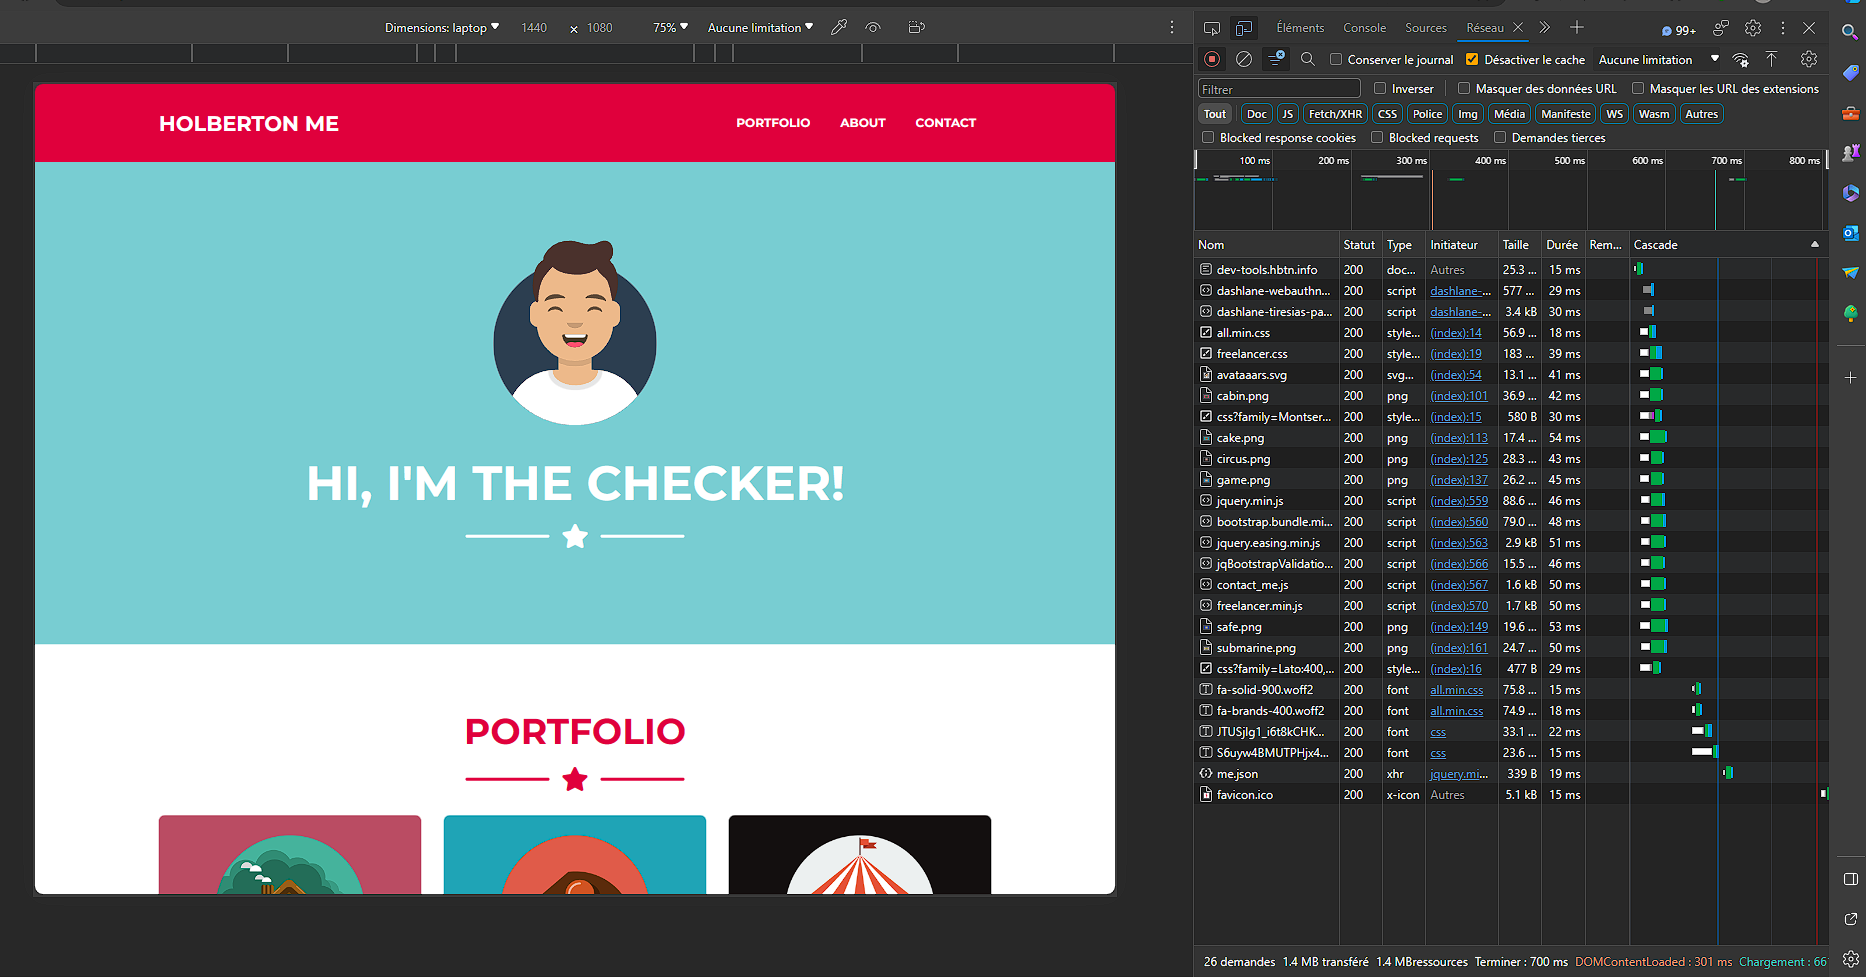 Dimensions: laptop 1440 × 1080 75% Aucune limitation
Éléments Console Sources Réseau 99+
Conserver le journal Désactiver le cache Aucune limitation
Filtrer Inverser Masquer des données URL Masquer les URL des extensions
Tout Doc JS Fetch/XHR CSS Police Img Média Manifeste WS Wasm Autres
Blocked response cookies Blocked requests Demandes tierces
100 ms 200 ms 300 ms 400 ms 500 ms 600 ms 700 ms 800 ms
Nom Statut Type Initiateur Taille Durée Rem... Cascade
dev-tools.hbtn.info 200 doc... Autres 25.3 ... 15 ms
dashlane-webauthn... 200 script dashlane-... 577 ... 29 ms
dashlane-tiresias-pa... 200 script dashlane-... 3.4 kB 30 ms
all.min.css 200 style... (index):14 56.9 ... 18 ms
freelancer.css 200 style... (index):19 183 ... 39 ms
avataaars.svg 200 svg... (index):54 13.1 ... 41 ms
cabin.png 200 png (index):101 36.9 ... 42 ms
css?family=Montser... 200 style... (index):15 580 B 30 ms
cake.png 200 png (index):113 17.4 ... 54 ms
circus.png 200 png (index):125 28.3 ... 43 ms
game.png 200 png (index):137 26.2 ... 45 ms
jquery.min.js 200 script (index):559 88.6 ... 46 ms
bootstrap.bundle.mi... 200 script (index):560 79.0 ... 48 ms
jquery.easing.min.js 200 script (index):563 2.9 kB 51 ms
jqBootstrapValidatio... 200 script (index):566 15.5 ... 46 ms
contact_me.js 200 script (index):567 1.6 kB 50 ms
freelancer.min.js 200 script (index):570 1.7 kB 50 ms
safe.png 200 png (index):149 19.6 ... 53 ms
submarine.png 200 png (index):161 24.7 ... 50 ms
css?family=Lato:400,... 200 style... (index):16 477 B 29 ms
fa-solid-900.woff2 200 font all.min.css 75.8 ... 15 ms
fa-brands-400.woff2 200 font all.min.css 74.9 ... 18 ms
JTUSjIg1_i6t8kCHK... 200 font css 33.1 ... 22 ms
S6uyw4BMUTPHjx4... 200 font css 23.6 ... 15 ms
me.json 200 xhr jquery.mi... 339 B 19 ms
favicon.ico 200 x-icon Autres 5.1 kB 15 ms
26 demandes 1.4 MB transféré 1.4 MBressources Terminer : 700 ms DOMContentLoaded : 301 ms Chargement : 66
HOLBERTON ME PORTFOLIO ABOUT CONTACT
HI, I'M THE CHECKER!
PORTFOLIO